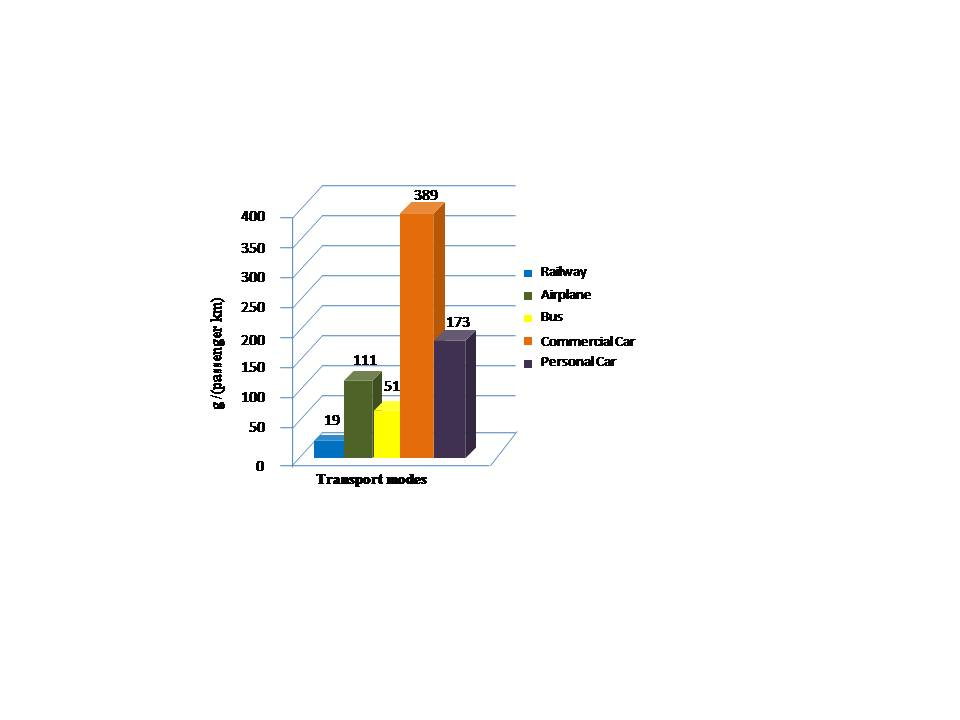 389
400
350
300
250
200
150
100
50
0
g /(passenger km)
173
111
51
19
Railway
Airplane
Bus
Commercial Car
Personal Car
Transport modes